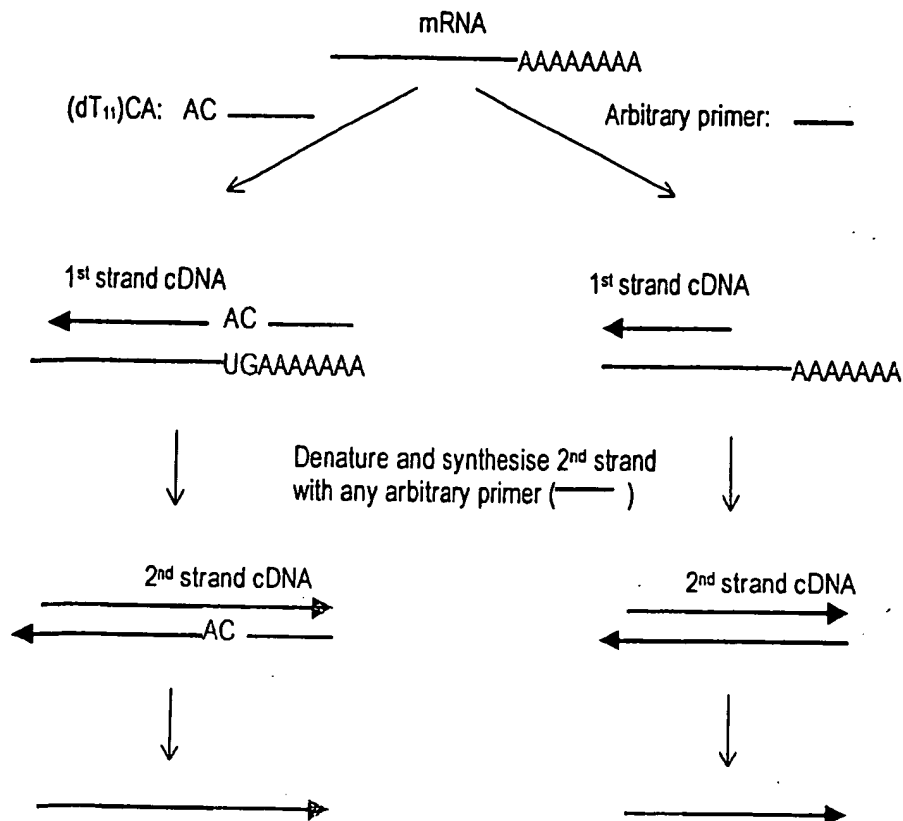 mRNA
AAAAAAAA
(dT₁₁)CA: AC
Arbitrary primer:
1st strand cDNA
AC
UGAAAAAAA
1st strand cDNA
AAAAAAA
Denature and synthesise 2nd strand
with any arbitrary primer ( )
2nd strand cDNA
AC
2nd strand cDNA